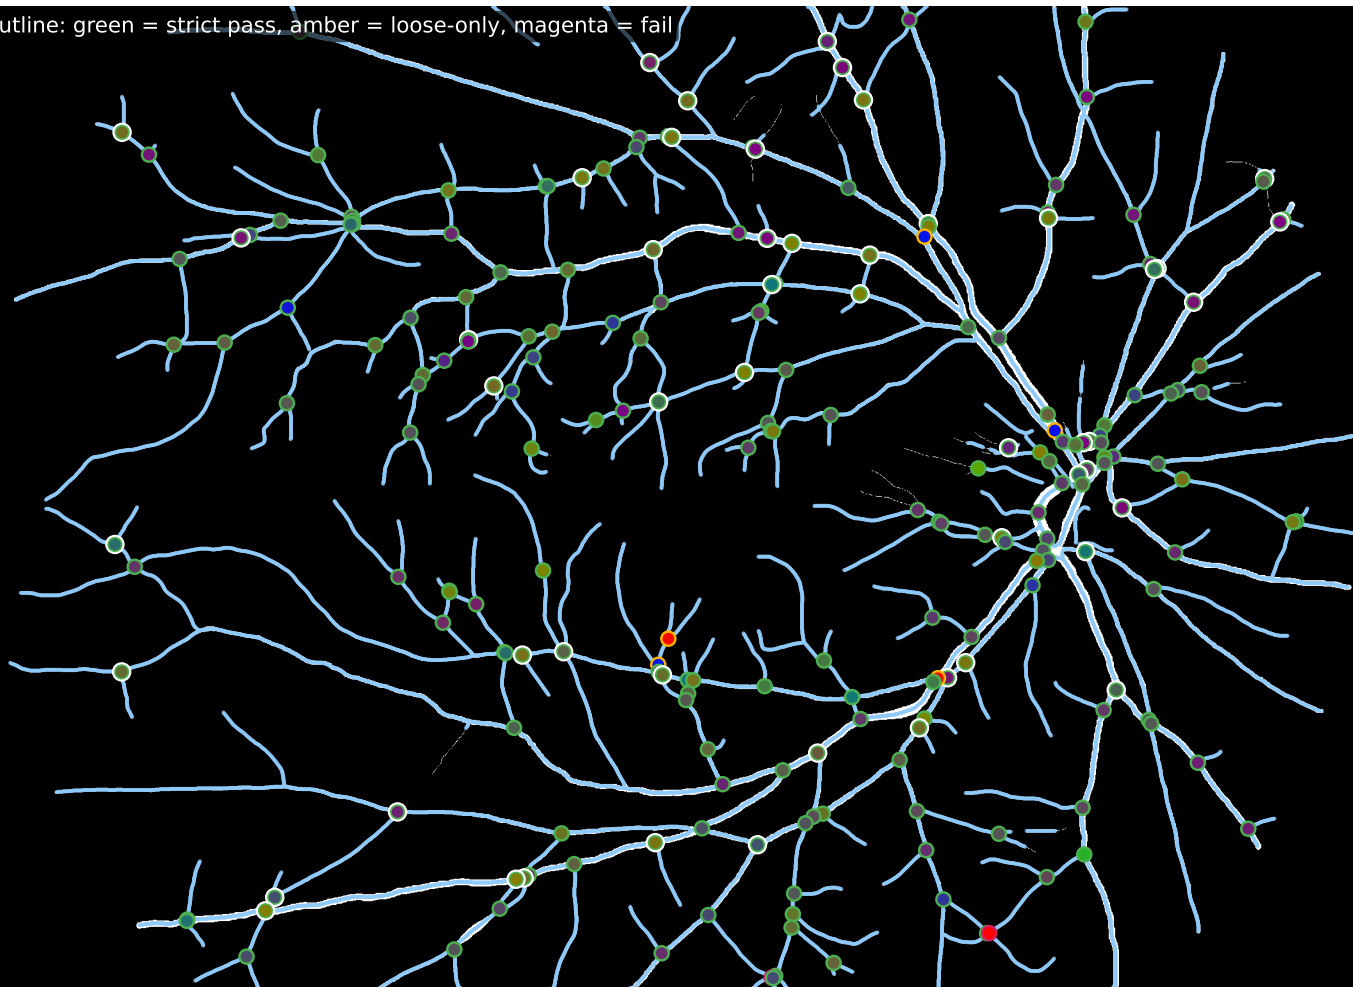 utline: green = strict pass, amber = loose-only, magenta = fail